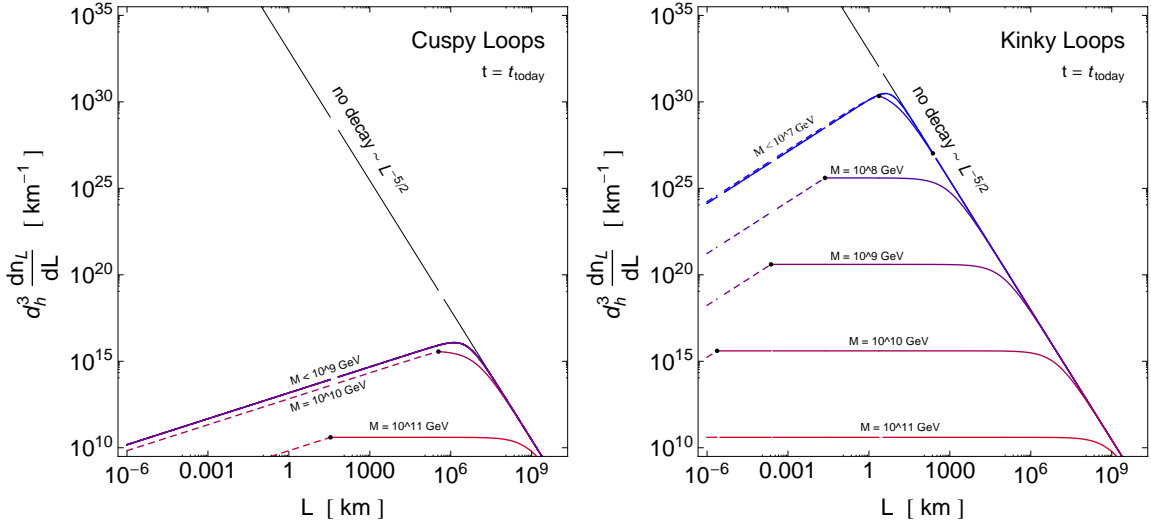 Cuspy Loops
t = t_today
no decay ~ L^-5/2
M < 10^9 GeV
M = 10^10 GeV
M = 10^11 GeV
10^35
10^30
10^25
10^20
10^15
10^10
d_h^3 dn_L/dL [ km^-1 ]
10^-6
0.001
1
1000
10^6
10^9
L [ km ]
Kinky Loops
t = t_today
no decay ~ L^-5/2
M < 10^7 GeV
M = 10^8 GeV
M = 10^9 GeV
M = 10^10 GeV
M = 10^11 GeV
10^35
10^30
10^25
10^20
10^15
10^10
d_h^3 dn_L/dL [ km^-1 ]
10^-6
0.001
1
1000
10^6
10^9
L [ km ]